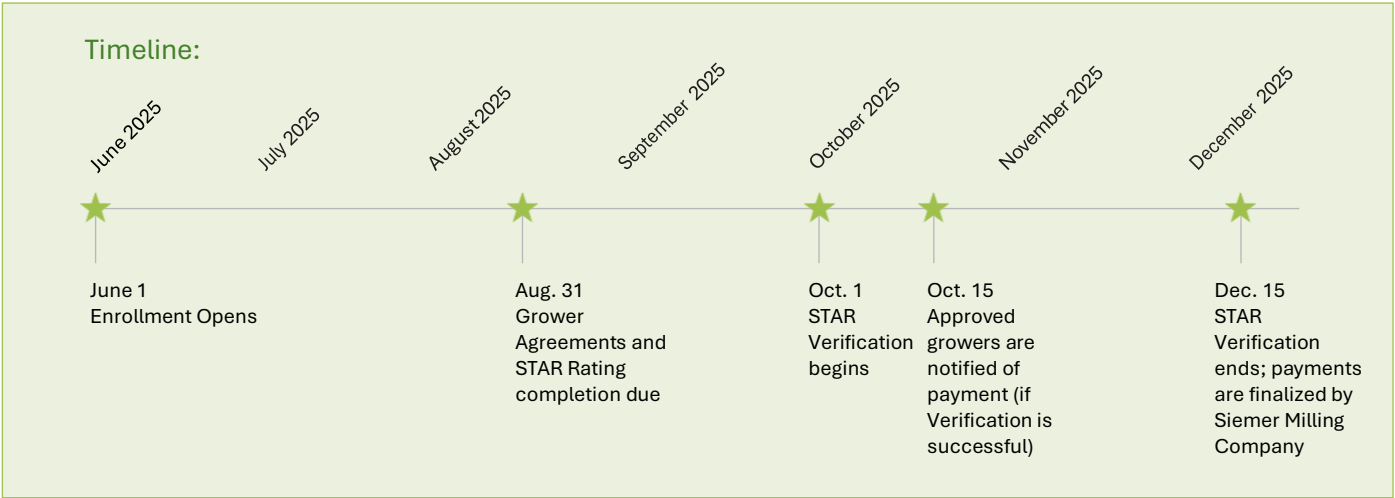 Timeline:
June 2025
July 2025
August 2025
September 2025
October 2025
November 2025
December 2025
June 1
Enrollment Opens
Aug. 31
Grower
Agreements and
STAR Rating
completion due
Oct. 1
STAR
Verification
begins
Oct. 15
Approved
growers are
notified of
payment (if
Verification is
successful)
Dec. 15
STAR
Verification
ends; payments
are finalized by
Siemer Milling
Company